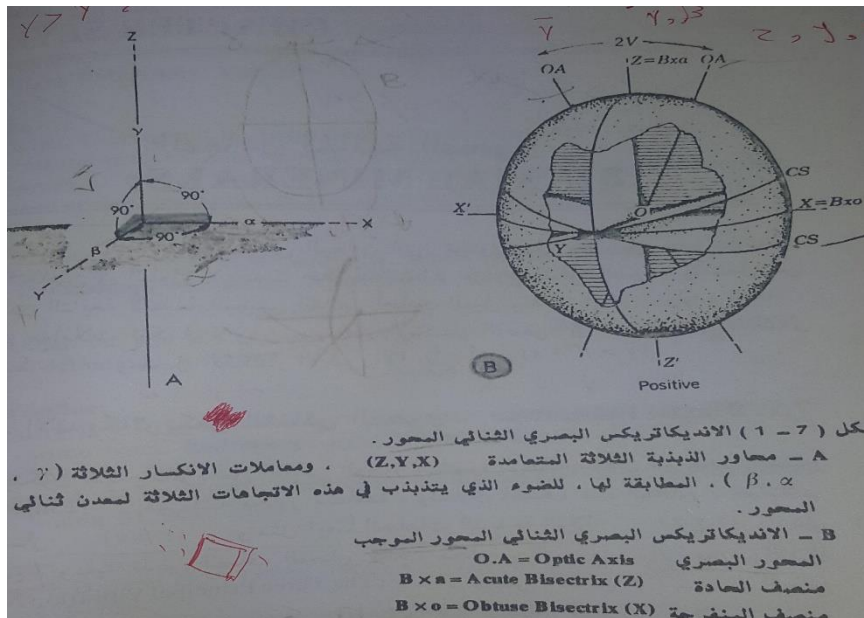 Z
γ
90°
90°
90°
α
X
β
Y
A
2V
OA
Z=Bxa
OA
CS
X'
O
X=Bxo
Y
CS
B
Z'
Positive
شكل ( 7 – 1 ) الانديكاتريكس البصري الثنائي المحور .
A – محاور الذبذبة الثلاثة المتعامدة (Z,Y,X) ، ومعاملات الانكسار الثلاثة ( γ ،
α ، β ) . المطابقة لها ، للضوء الذي يتذبذب في هذه الاتجاهات الثلاثة لمعدن ثنائي
المحور .
B – الانديكاتريكس البصري الثنائي المحور الموجب
المحور البصري O.A = Optic Axis
منصف الحادة B × a = Acute Bisectrix (Z)
منصف المنفرجة B × o = Obtuse Bisectrix (X)